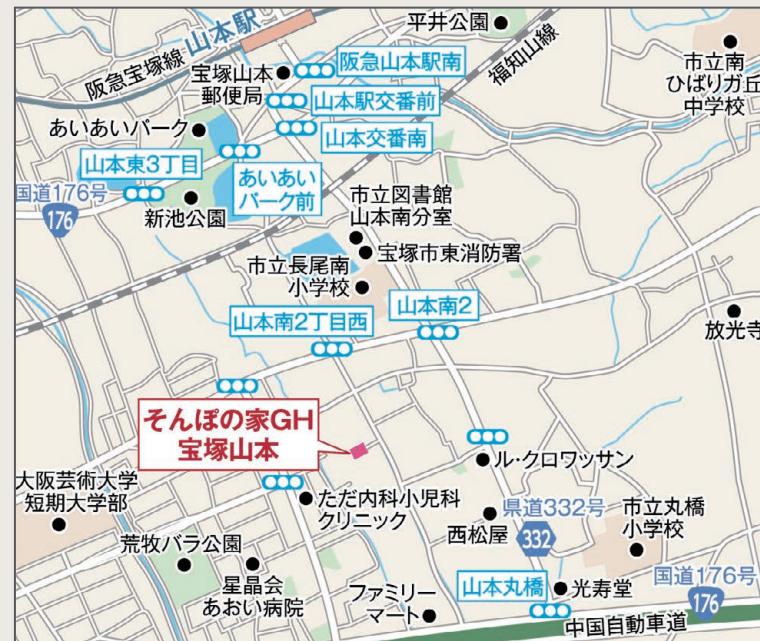 平井公園
山本駅
阪急宝塚線
福知山線
市立南
ひばりガ丘
中学校
宝塚山本
郵便局
阪急山本駅南
山本駅交番前
山本交番南
あいあいパーク
山本東3丁目
あいあい
パーク前
国道176号
176
新池公園
市立図書館
山本南分室
宝塚市東消防署
市立長尾南
小学校
山本南2丁目西
山本南2
放光寺
そんぽの家GH
宝塚山本
ル・クロワッサン
大阪芸術大学
短期大学部
ただ内科小児科
クリニック
西松屋
県道332号
332
市立丸橋
小学校
荒牧バラ公園
星晶会
あおい病院
ファミリー
マート
山本丸橋
光寿堂
国道176号
176
中国自動車道